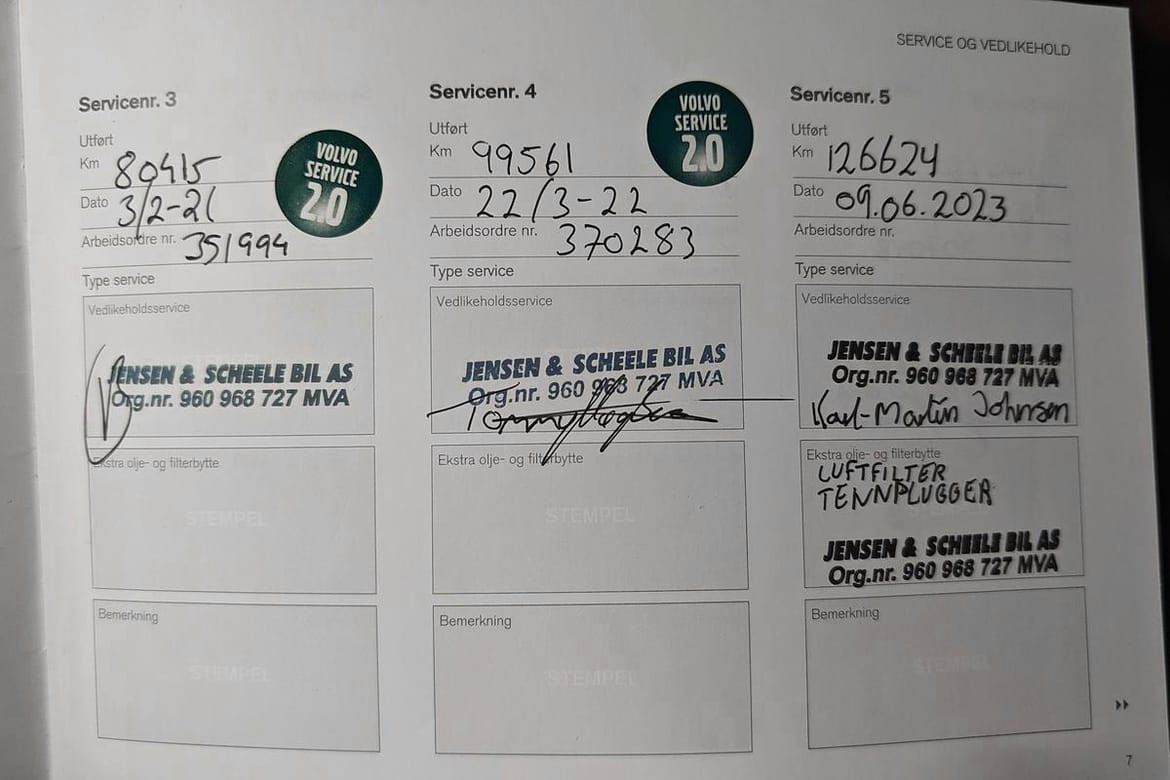 SERVICE OG VEDLIKEHOLD
Servicenr. 3
Utført
Km 80415
Dato 3/2-21
Arbeidsordre nr. 351994
VOLVO
SERVICE
2.0
Type service
Vedlikeholdsservice
JENSEN & SCHEELE BIL AS
Org.nr. 960 968 727 MVA
Ekstra olje- og filterbytte
STEMPEL
Bemerkning
STEMPEL
Servicenr. 4
Utført
Km 99561
Dato 22/3-22
Arbeidsordre nr. 370283
VOLVO
SERVICE
2.0
Type service
Vedlikeholdsservice
JENSEN & SCHEELE BIL AS
Org.nr. 960 968 727 MVA
Ekstra olje- og filterbytte
STEMPEL
Bemerkning
STEMPEL
Servicenr. 5
Utført
Km 126624
Dato 09.06.2023
Arbeidsordre nr.
Type service
Vedlikeholdsservice
JENSEN & SCHEELE BIL AS
Org.nr. 960 968 727 MVA
Karl-Martin Johnsen
Ekstra olje- og filterbytte
LUFTFILTER
TENNPLUGGER
JENSEN & SCHEELE BIL AS
Org.nr. 960 968 727 MVA
Bemerkning
STEMPEL
7